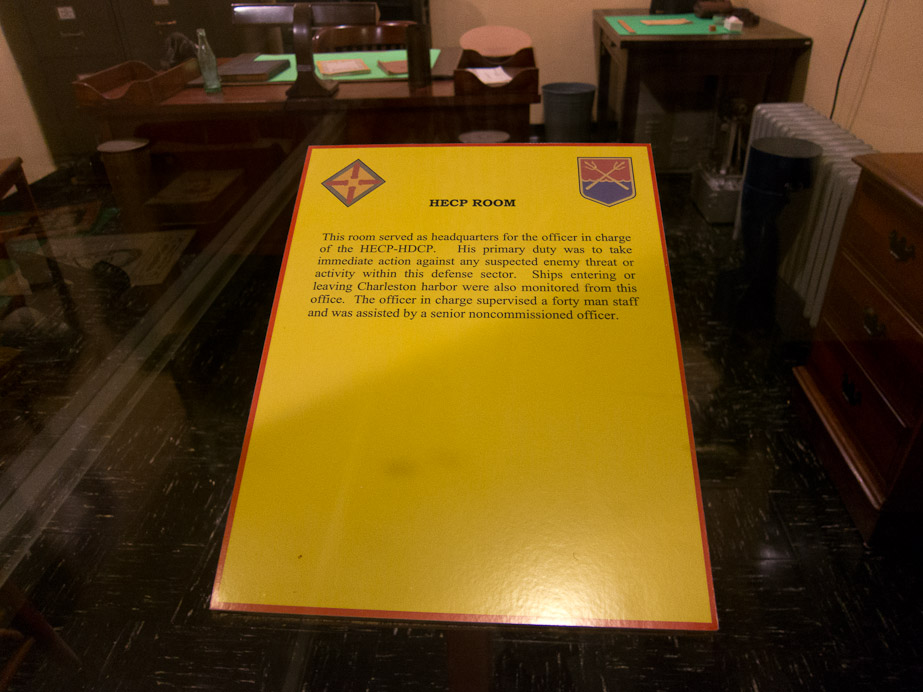 HECP ROOM
This room served as headquarters for the officer in charge
of the HECP-HDCP. His primary duty was to take
immediate action against any suspected enemy threat or
activity within this defense sector. Ships entering or
leaving Charleston harbor were also monitored from this
office. The officer in charge supervised a forty man staff
and was assisted by a senior noncommissioned officer.